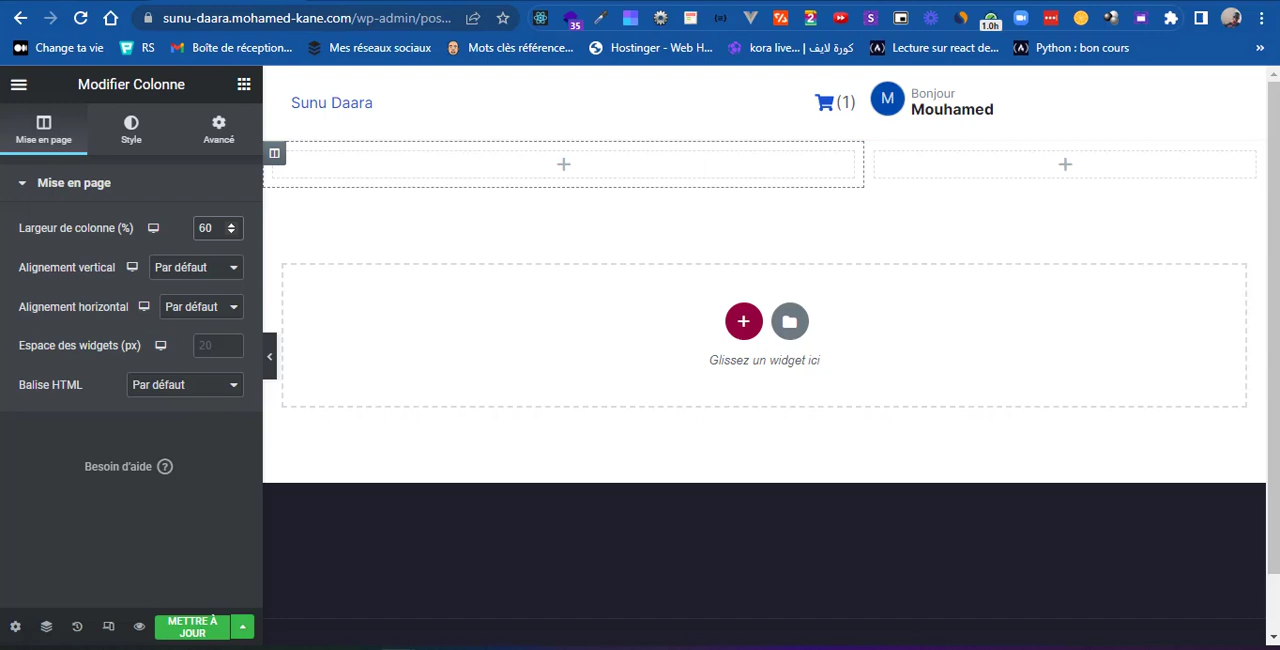 sunu-daara.mohamed-kane.com/wp-admin/pos...
35
2
S
1.0h
Change ta vie
RS
Boîte de réception...
Mes réseaux sociaux
Mots clés référence...
Hostinger - Web H...
kora live... | كورة لايف
Lecture sur react de...
Python : bon cours
»
Modifier Colonne
Sunu Daara
(1)
M
Bonjour
Mouhamed
Mise en page
Style
Avancé
Mise en page
Largeur de colonne (%)
60
Alignement vertical
Par défaut
Alignement horizontal
Par défaut
Espace des widgets (px)
20
Balise HTML
Par défaut
Glissez un widget ici
Besoin d'aide ?
METTRE À
JOUR